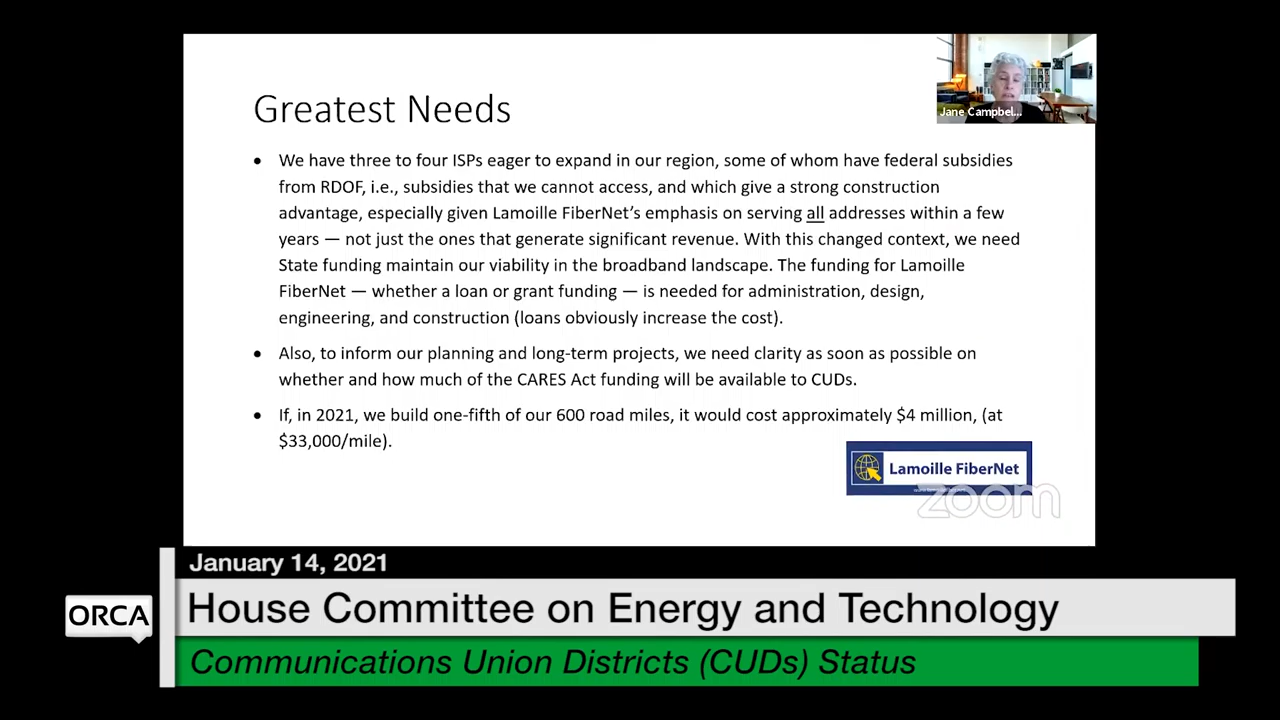 Greatest Needs
Jane Campbel...
• We have three to four ISPs eager to expand in our region, some of whom have federal subsidies
from RDOF, i.e., subsidies that we cannot access, and which give a strong construction
advantage, especially given Lamoille FiberNet’s emphasis on serving all addresses within a few
years — not just the ones that generate significant revenue. With this changed context, we need
State funding maintain our viability in the broadband landscape. The funding for Lamoille
FiberNet — whether a loan or grant funding — is needed for administration, design,
engineering, and construction (loans obviously increase the cost).
• Also, to inform our planning and long-term projects, we need clarity as soon as possible on
whether and how much of the CARES Act funding will be available to CUDs.
• If, in 2021, we build one-fifth of our 600 road miles, it would cost approximately $4 million, (at
$33,000/mile).
Lamoille FiberNet
zoom
January 14, 2021
ORCA
House Committee on Energy and Technology
Communications Union Districts (CUDs) Status